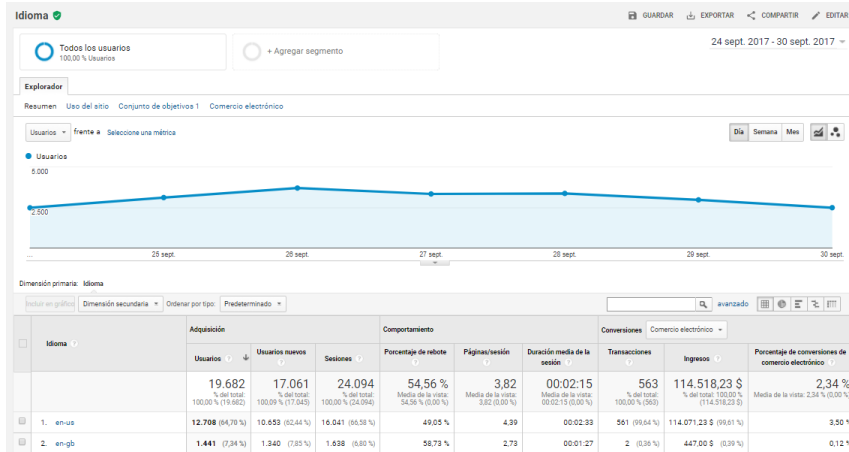 Idioma
GUARDAR EXPORTAR COMPARTIR EDITAR
Todos los usuarios
100,00 % Usuarios
+ Agregar segmento
24 sept. 2017 - 30 sept. 2017
Explorador
Resumen Uso del sitio Conjunto de objetivos 1 Comercio electrónico
Usuarios frente a Seleccione una métrica
Día Semana Mes
Usuarios
5.000
2.500
... 25 sept. 26 sept. 27 sept. 28 sept. 29 sept. 30 sept.
Dimensión primaria: Idioma
Incluir en gráfico Dimensión secundaria Ordenar por tipo: Predeterminado avanzado
Idioma Adquisición Comportamiento Conversiones Comercio electrónico
Usuarios Usuarios nuevos Sesiones Porcentaje de rebote Páginas/sesión Duración media de la sesión Transacciones Ingresos Porcentaje de conversiones de comercio electrónico
19.682 17.061 24.094 54,56 % 3,82 00:02:15 563 114.518,23 $ 2,34 %
% del total: 100,00 % (19.682) % del total: 100,09 % (17.045) % del total: 100,00 % (24.094) Media de la vista: 54,56 % (0,00 %) Media de la vista: 3,82 (0,00 %) Media de la vista: 00:02:15 (0,00 %) % del total: 100,00 % (563) % del total: 100,00 % (114.518,23 $) Media de la vista: 2,34 % (0,00 %)
1. en-us 12.708 (64,70 %) 10.653 (62,44 %) 16.041 (66,58 %) 49,05 % 4,39 00:02:33 561 (99,64 %) 114.071,23 $ (99,61 %) 3,50 %
2. en-gb 1.441 (7,34 %) 1.340 (7,85 %) 1.638 (6,80 %) 58,73 % 2,73 00:01:27 2 (0,36 %) 447,00 $ (0,39 %) 0,12 %